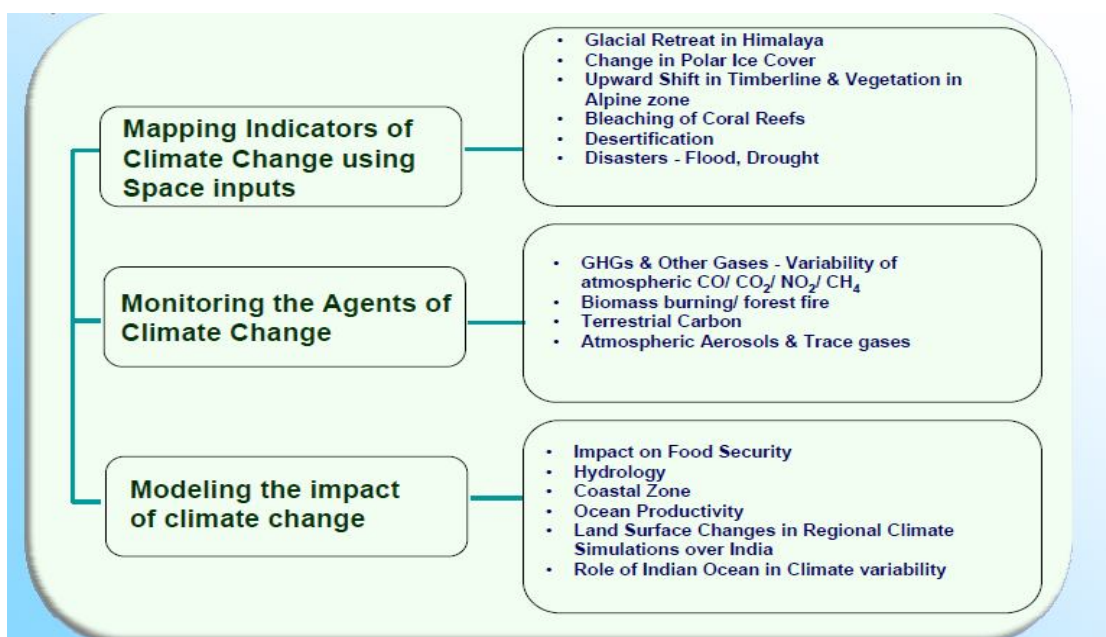 Mapping Indicators of
Climate Change using
Space inputs
• Glacial Retreat in Himalaya
• Change in Polar Ice Cover
• Upward Shift in Timberline & Vegetation in
Alpine zone
• Bleaching of Coral Reefs
• Desertification
• Disasters - Flood, Drought
Monitoring the Agents of
Climate Change
• GHGs & Other Gases - Variability of
atmospheric CO/ CO₂/ NO₂/ CH₄
• Biomass burning/ forest fire
• Terrestrial Carbon
• Atmospheric Aerosols & Trace gases
Modeling the impact
of climate change
• Impact on Food Security
• Hydrology
• Coastal Zone
• Ocean Productivity
• Land Surface Changes in Regional Climate
Simulations over India
• Role of Indian Ocean in Climate variability